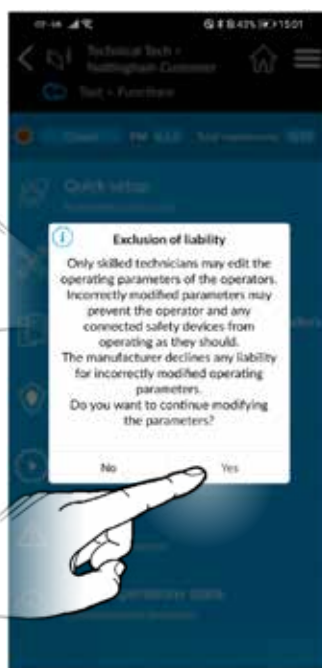 15:01
Technical Tech >
Nottingham Customer
Test > Functions
Quick setup
Exclusion of liability
Only skilled technicians may edit the
operating parameters of the operators.
Incorrectly modified parameters may
prevent the operator and any
connected safety devices from
operating as they should.
The manufacturer declines any liability
for incorrectly modified operating
parameters.
Do you want to continue modifying
the parameters?
No
Yes